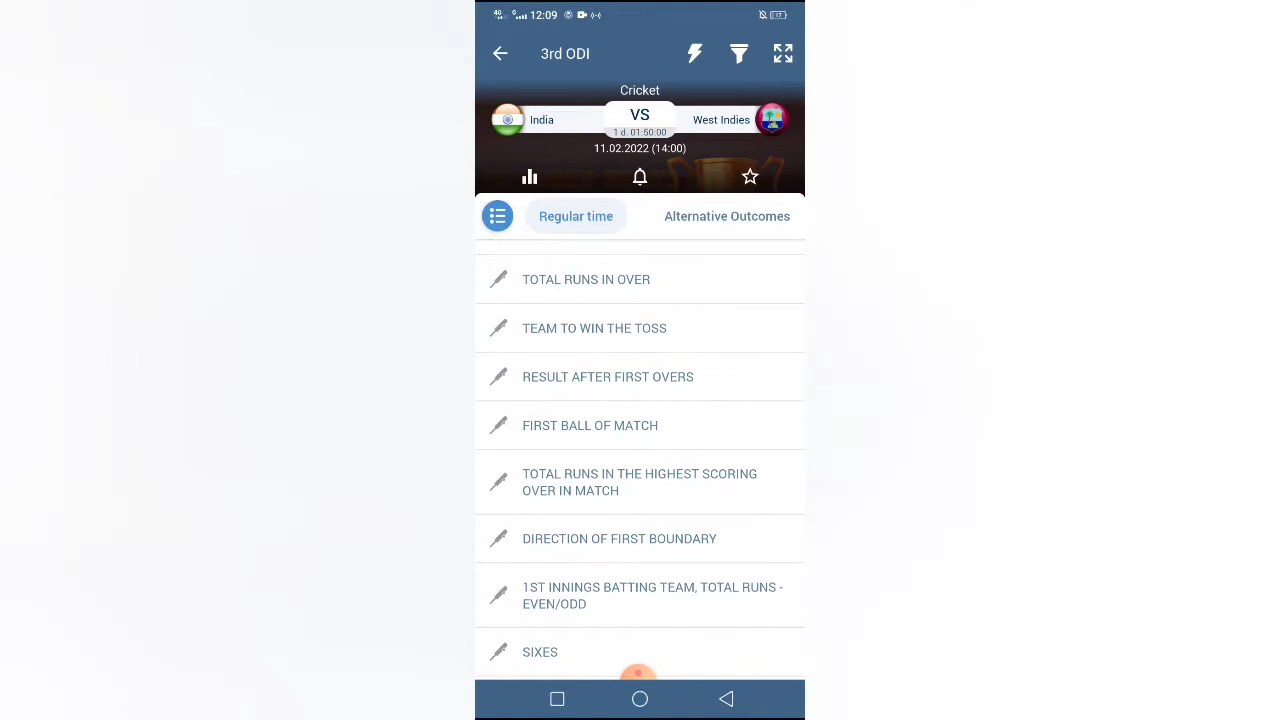 4G 12:09 17
3rd ODI
Cricket
India
VS
West Indies
1 d. 01:50:00
11.02.2022 (14:00)
Regular time
Alternative Outcomes
TOTAL RUNS IN OVER
TEAM TO WIN THE TOSS
RESULT AFTER FIRST OVERS
FIRST BALL OF MATCH
TOTAL RUNS IN THE HIGHEST SCORING
OVER IN MATCH
DIRECTION OF FIRST BOUNDARY
1ST INNINGS BATTING TEAM, TOTAL RUNS -
EVEN/ODD
SIXES